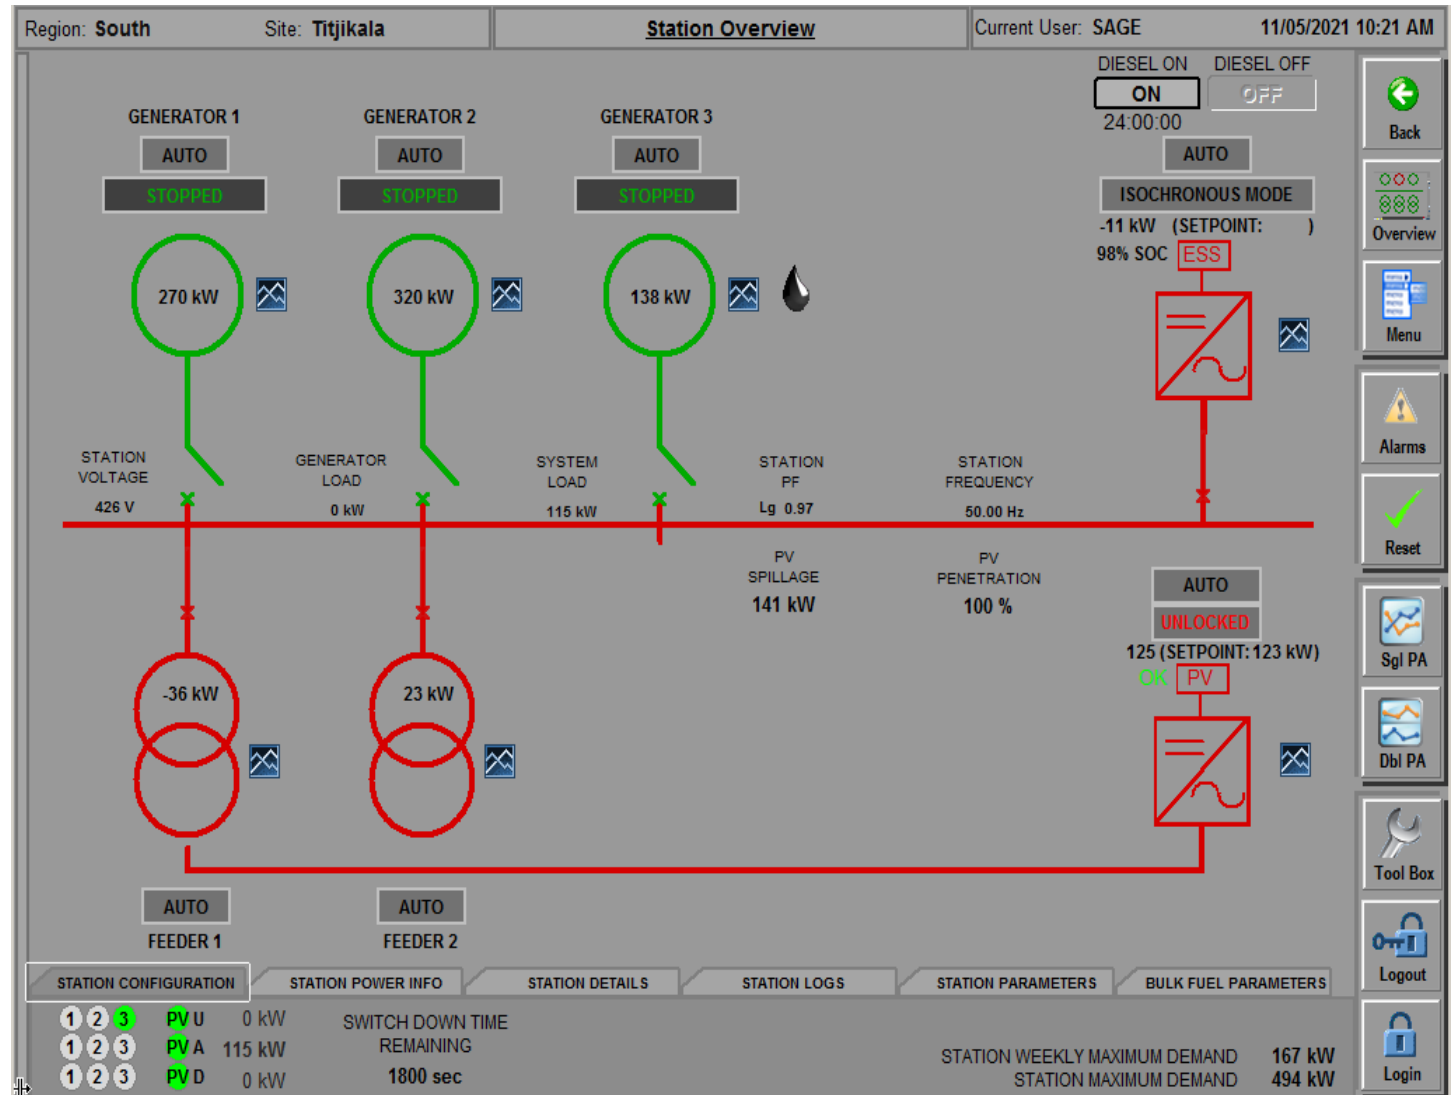 Region: South Site: Titjikala Station Overview Current User: SAGE 11/05/2021 10:21 AM
DIESEL ON DIESEL OFF
ON OFF
24:00:00
GENERATOR 1 GENERATOR 2 GENERATOR 3
AUTO AUTO AUTO AUTO
STOPPED STOPPED STOPPED ISOCHRONOUS MODE
-11 kW (SETPOINT: )
98% SOC ESS
270 kW 320 kW 138 kW
STATION VOLTAGE
426 V
GENERATOR LOAD
0 kW
SYSTEM LOAD
115 kW
STATION PF
Lg 0.97
STATION FREQUENCY
50.00 Hz
PV SPILLAGE
141 kW
PV PENETRATION
100 %
AUTO
UNLOCKED
125 (SETPOINT: 123 kW)
OK PV
-36 kW 23 kW
AUTO AUTO
FEEDER 1 FEEDER 2
Back
Overview
Menu
Alarms
Reset
Sgl PA
Dbl PA
Tool Box
Logout
Login
STATION CONFIGURATION STATION POWER INFO STATION DETAILS STATION LOGS STATION PARAMETERS BULK FUEL PARAMETERS
1 2 3 PV U 0 kW
1 2 3 PV A 115 kW
1 2 3 PV D 0 kW
SWITCH DOWN TIME
REMAINING
1800 sec
STATION WEEKLY MAXIMUM DEMAND 167 kW
STATION MAXIMUM DEMAND 494 kW